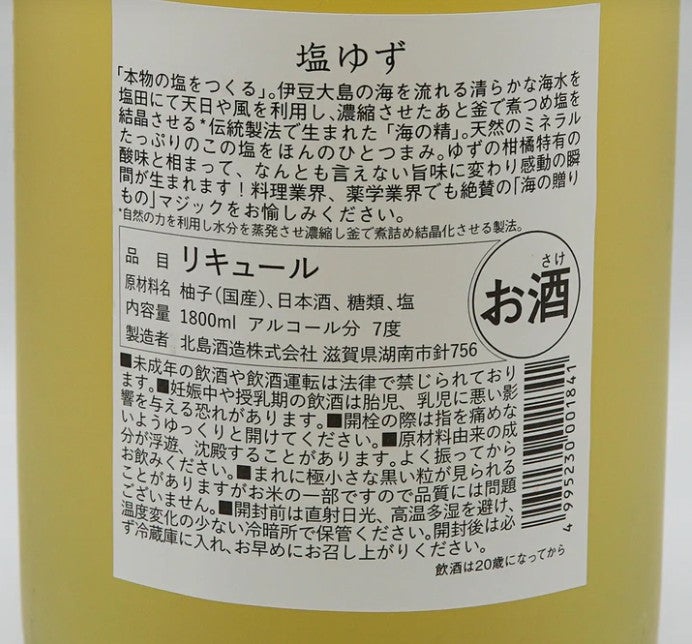 塩ゆず
「本物の塩をつくる」。伊豆大島の海を流れる清らかな海水を
塩田にて天日や風を利用し、濃縮させたあと釜で煮つめ塩を
結晶させる*伝統製法で生まれた「海の精」。天然のミネラル
たっぷりのこの塩をほんのひとつまみ。ゆずの柑橘特有の
酸味と相まって、なんとも言えない旨味に変わり感動の瞬
間が生まれます！料理業界、薬学業界でも絶賛の「海の贈り
もの」マジックをお愉しみください。
*自然の力を利用し水分を蒸発させ濃縮し釜で煮詰め結晶化させる製法。
品目 リキュール
原材料名 柚子(国産)、日本酒、糖類、塩
内容量 1800ml アルコール分 7度
製造者 北島酒造株式会社 滋賀県湖南市針756
さけ
お酒
■未成年の飲酒や飲酒運転は法律で禁じられており
ます。■妊娠中や授乳期の飲酒は胎児、乳児に悪い影
響を与える恐れがあります。■開栓の際は指を痛めな
いようゆっくりと開けてください。■原材料由来の成
分が浮遊、沈殿することがあります。よく振ってから
お飲みください。■まれに極小さな黒い粒が見られる
ことがありますがお米の一部ですので品質には問題
ございません。■開封前は直射日光、高温多湿を避け、
温度変化の少ない冷暗所で保管ください。開封後は必
ず冷蔵庫に入れ、お早めにお召し上がりください。
4995230001841
飲酒は20歳になってから